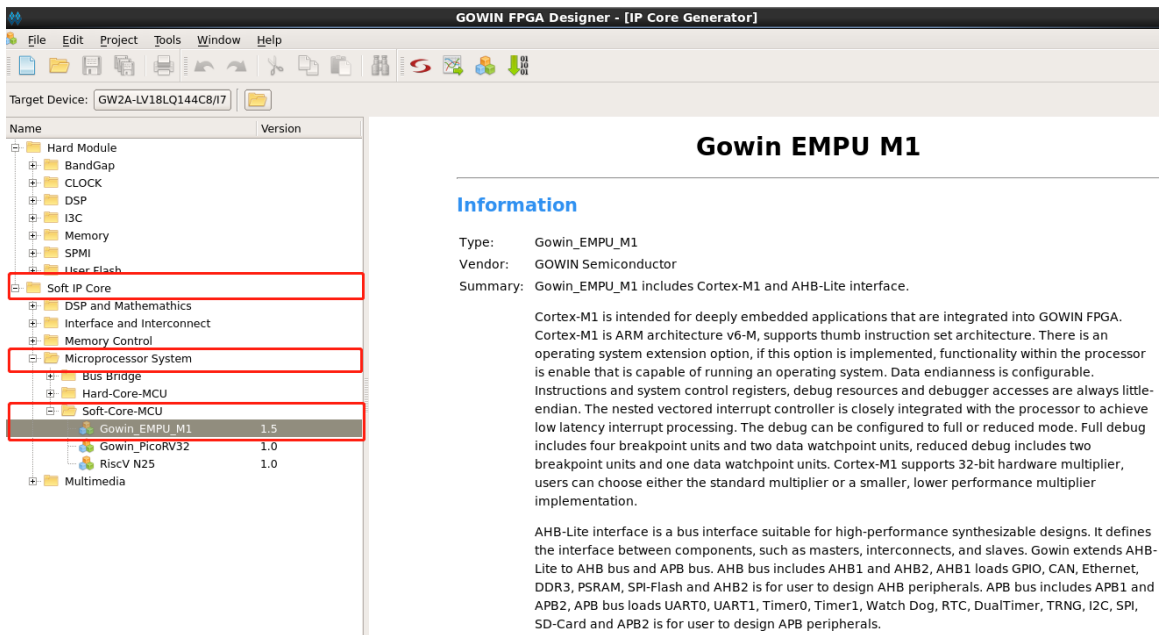 GOWIN FPGA Designer - [IP Core Generator]
File Edit Project Tools Window Help
Target Device: GW2A-LV18LQ144C8/I7
Name Version
Hard Module
BandGap
CLOCK
DSP
I3C
Memory
SPMI
User Flash
Soft IP Core
DSP and Mathemathics
Interface and Interconnect
Memory Control
Microprocessor System
Bus Bridge
Hard-Core-MCU
Soft-Core-MCU
Gowin_EMPU_M1 1.5
Gowin_PicoRV32 1.0
RiscV N25 1.0
Multimedia
Gowin EMPU M1
Information
Type: Gowin_EMPU_M1
Vendor: GOWIN Semiconductor
Summary: Gowin_EMPU_M1 includes Cortex-M1 and AHB-Lite interface.
Cortex-M1 is intended for deeply embedded applications that are integrated into GOWIN FPGA.
Cortex-M1 is ARM architecture v6-M, supports thumb instruction set architecture. There is an
operating system extension option, if this option is implemented, functionality within the processor
is enable that is capable of running an operating system. Data endianness is configurable.
Instructions and system control registers, debug resources and debugger accesses are always little-
endian. The nested vectored interrupt controller is closely integrated with the processor to achieve
low latency interrupt processing. The debug can be configured to full or reduced mode. Full debug
includes four breakpoint units and two data watchpoint units, reduced debug includes two
breakpoint units and one data watchpoint units. Cortex-M1 supports 32-bit hardware multiplier,
users can choose either the standard multiplier or a smaller, lower performance multiplier
implementation.
AHB-Lite interface is a bus interface suitable for high-performance synthesizable designs. It defines
the interface between components, such as masters, interconnects, and slaves. Gowin extends AHB-
Lite to AHB bus and APB bus. AHB bus includes AHB1 and AHB2, AHB1 loads GPIO, CAN, Ethernet,
DDR3, PSRAM, SPI-Flash and AHB2 is for user to design AHB peripherals. APB bus includes APB1 and
APB2, APB bus loads UART0, UART1, Timer0, Timer1, Watch Dog, RTC, DualTimer, TRNG, I2C, SPI,
SD-Card and APB2 is for user to design APB peripherals.